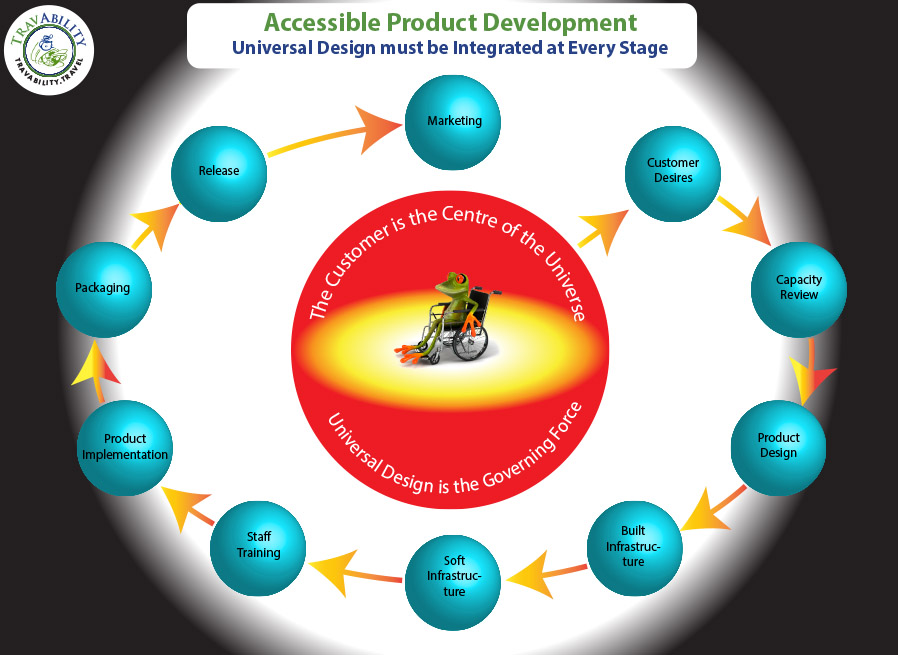 TRAVABILITY
TRAVABILITY.TRAVEL
Accessible Product Development
Universal Design must be Integrated at Every Stage
Marketing
Customer
Desires
Capacity
Review
Product
Design
Built
Infrastruc-
ture
Soft
Infrastruc-
ture
Staff
Training
Product
Implementation
Packaging
Release
The Customer is the Centre of the Universe
Universal Design is the Governing Force